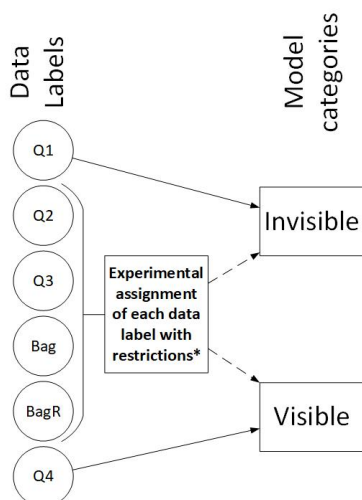 Data
Labels
Model
categories
Q1
Q2
Q3
Bag
BagR
Q4
Experimental
assignment
of each data
label with
restrictions*
Invisible
Visible